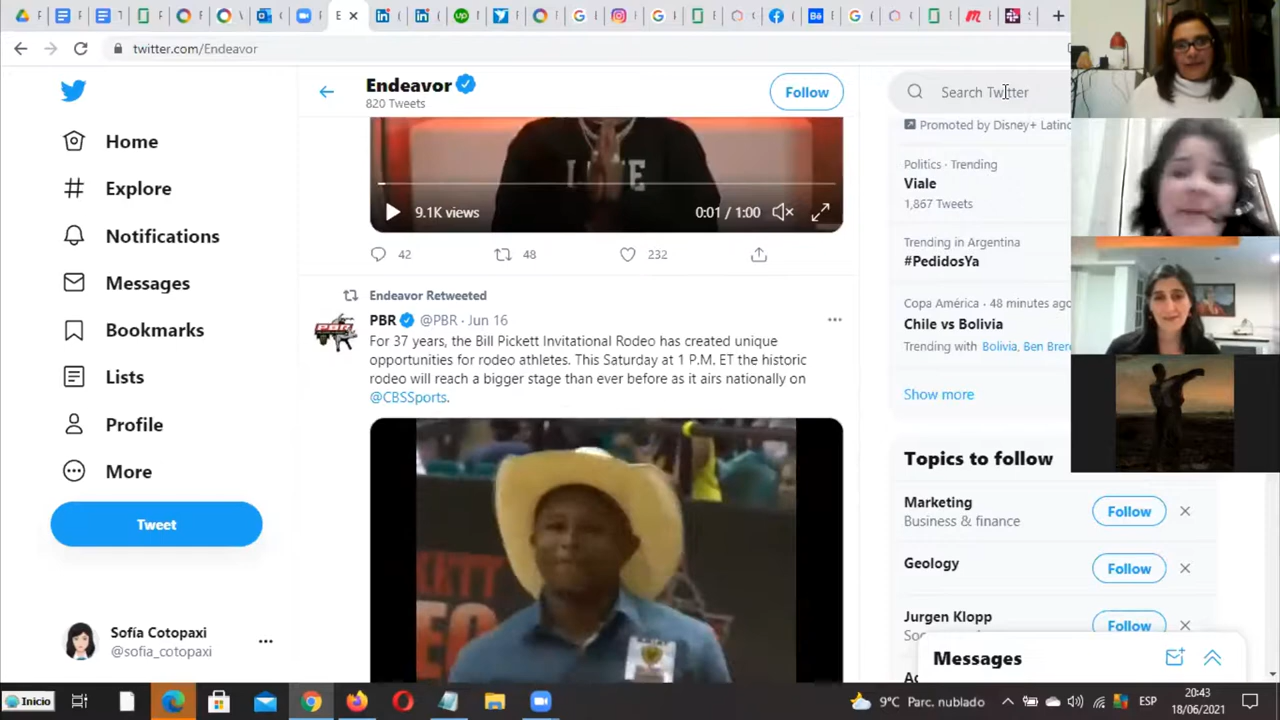 twitter.com/Endeavor
Endeavor
820 Tweets
Follow
Search Twitter
Home
Explore
Notifications
Messages
Bookmarks
Lists
Profile
More
Tweet
Sofía Cotopaxi
@sofia_cotopaxi
9.1K views
0:01 / 1:00
42
48
232
Endeavor Retweeted
PBR @PBR · Jun 16
For 37 years, the Bill Pickett Invitational Rodeo has created unique
opportunities for rodeo athletes. This Saturday at 1 P.M. ET the historic
rodeo will reach a bigger stage than ever before as it airs nationally on
@CBSSports.
Promoted by Disney+ Latino
Politics · Trending
Viale
1,867 Tweets
Trending in Argentina
#PedidosYa
Copa América · 48 minutes ago
Chile vs Bolivia
Trending with Bolivia, Ben Brere
Show more
Topics to follow
Marketing
Business & finance
Follow
Geology
Follow
Jurgen Klopp
Follow
Messages
Inicio
9°C Parc. nublado
ESP
20:43
18/06/2021